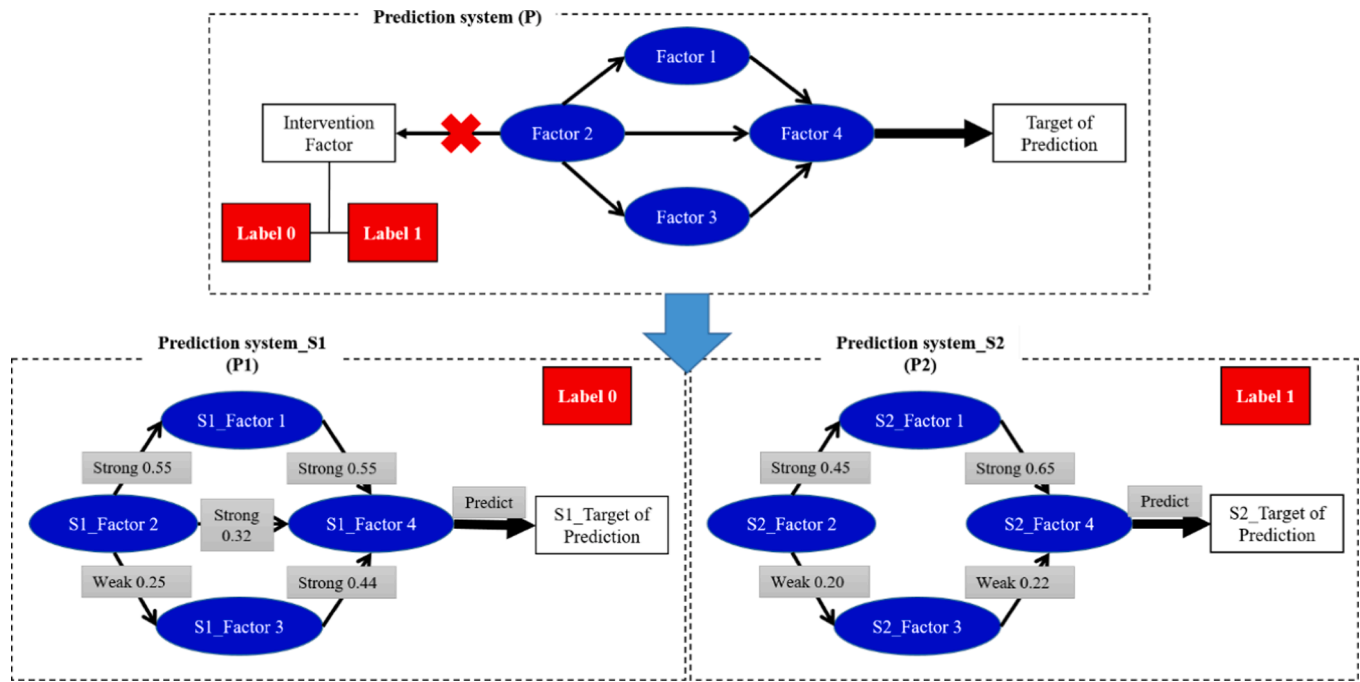 Prediction system (P)
Factor 1
Intervention
Factor
Factor 2
Factor 4
Target of
Prediction
Factor 3
Label 0
Label 1
Prediction system_S1
(P1)
Label 0
S1_Factor 1
Strong 0.55
Strong 0.55
S1_Factor 2
Strong
0.32
S1_Factor 4
Predict
S1_Target of
Prediction
Weak 0.25
Strong 0.44
S1_Factor 3
Prediction system_S2
(P2)
Label 1
S2_Factor 1
Strong 0.45
Strong 0.65
S2_Factor 2
S2_Factor 4
Predict
S2_Target of
Prediction
Weak 0.20
Weak 0.22
S2_Factor 3